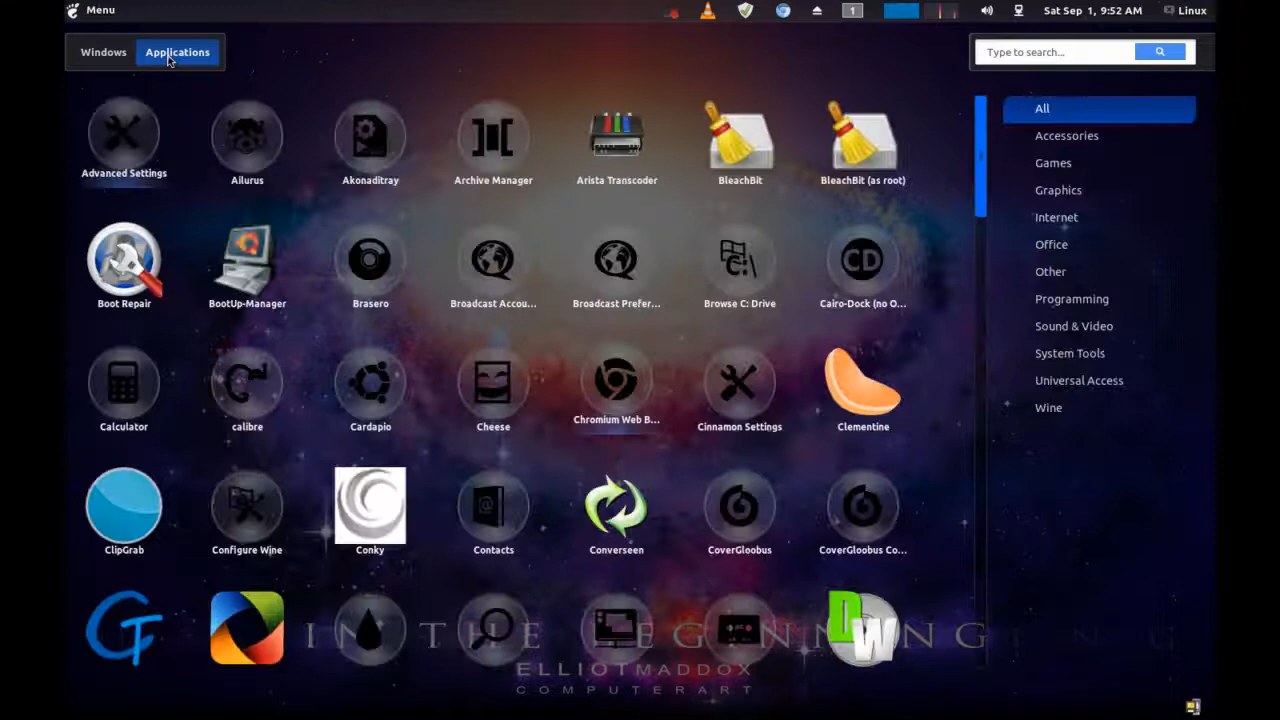 Menu
1
Sat Sep 1, 9:52 AM
Linux
Windows
Applications
Type to search...
Advanced Settings
Ailurus
Akonaditray
Archive Manager
Arista Transcoder
BleachBit
BleachBit (as root)
Boot Repair
BootUp-Manager
Brasero
Broadcast Accou...
Broadcast Prefer...
C:\
Browse C: Drive
CD
Cairo-Dock (no O...
Calculator
calibre
Cardapio
Cheese
Chromium Web B...
Cinnamon Settings
Clementine
ClipGrab
Configure Wine
Conky
Contacts
Converseen
CoverGloobus
CoverGloobus Co...
All
Accessories
Games
Graphics
Internet
Office
Other
Programming
Sound & Video
System Tools
Universal Access
Wine
GT
DW
IN THE BEGINNING
ELLIOTMADDOX
COMPUTERART